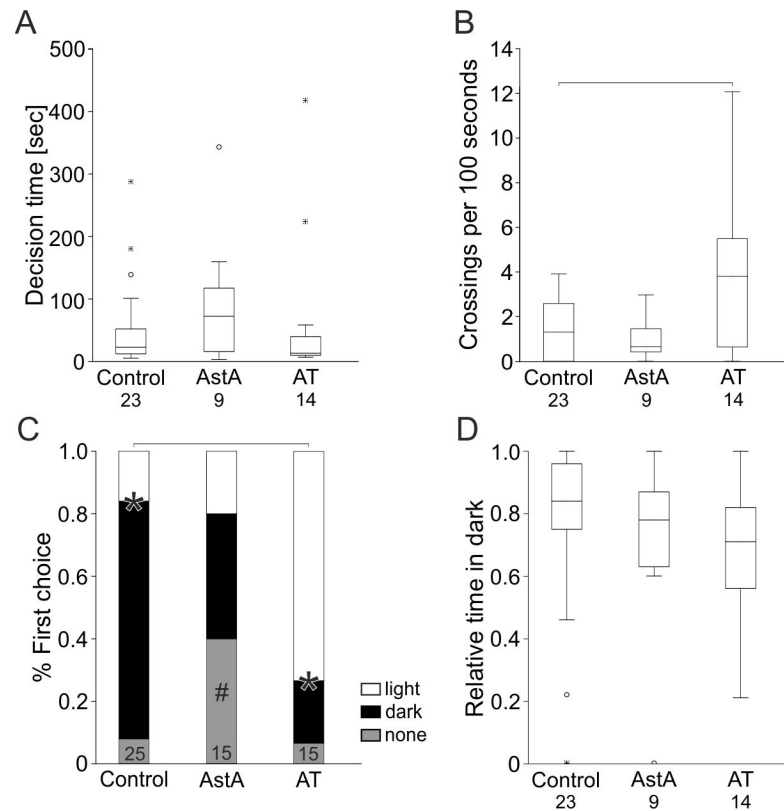 A
Decision time [sec]
500
400
300
200
100
0
Control
AstA
AT
23
9
14
B
Crossings per 100 seconds
14
12
10
8
6
4
2
0
Control
AstA
AT
23
9
14
C
% First choice
1.0
0.8
0.6
0.4
0.2
0
*
#
*
25
15
15
Control
AstA
AT
light
dark
none
D
Relative time in dark
1.0
0.8
0.6
0.4
0.2
0
Control
AstA
AT
23
9
14